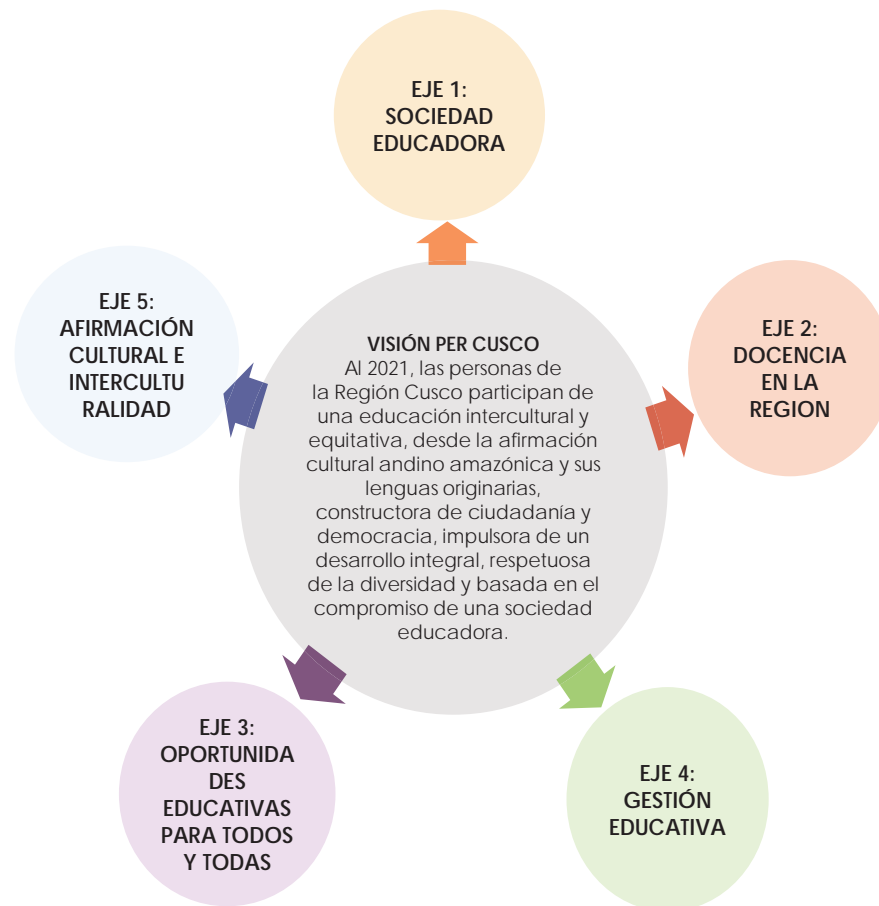 EJE 1:
SOCIEDAD
EDUCADORA
EJE 5:
AFIRMACIÓN
CULTURAL E
INTERCULTU
RALIDAD
EJE 2:
DOCENCIA
EN LA
REGION
VISIÓN PER CUSCO
Al 2021, las personas de
la Región Cusco participan de
una educación intercultural y
equitativa, desde la afirmación
cultural andino amazónica y sus
lenguas originarias,
constructora de ciudadanía y
democracia, impulsora de un
desarrollo integral, respetuosa
de la diversidad y basada en el
compromiso de una sociedad
educadora.
EJE 3:
OPORTUNIDA
DES
EDUCATIVAS
PARA TODOS
Y TODAS
EJE 4:
GESTIÓN
EDUCATIVA